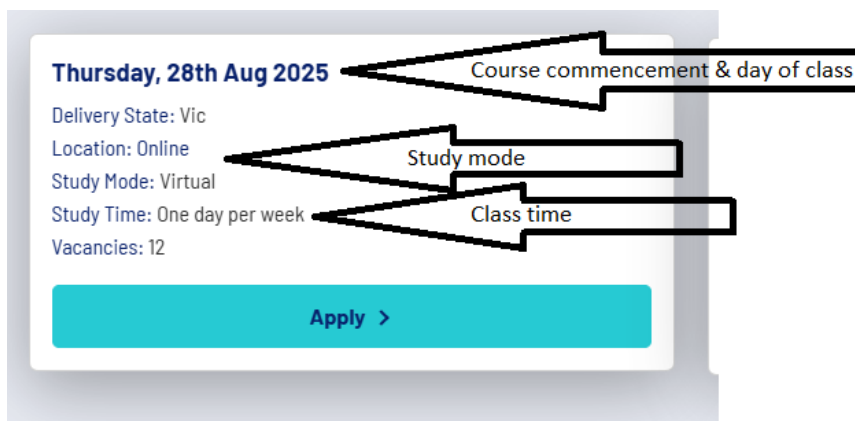 Thursday, 28th Aug 2025
Course commencement & day of class
Delivery State: Vic
Location: Online
Study mode
Study Mode: Virtual
Study Time: One day per week
Class time
Vacancies: 12
Apply >